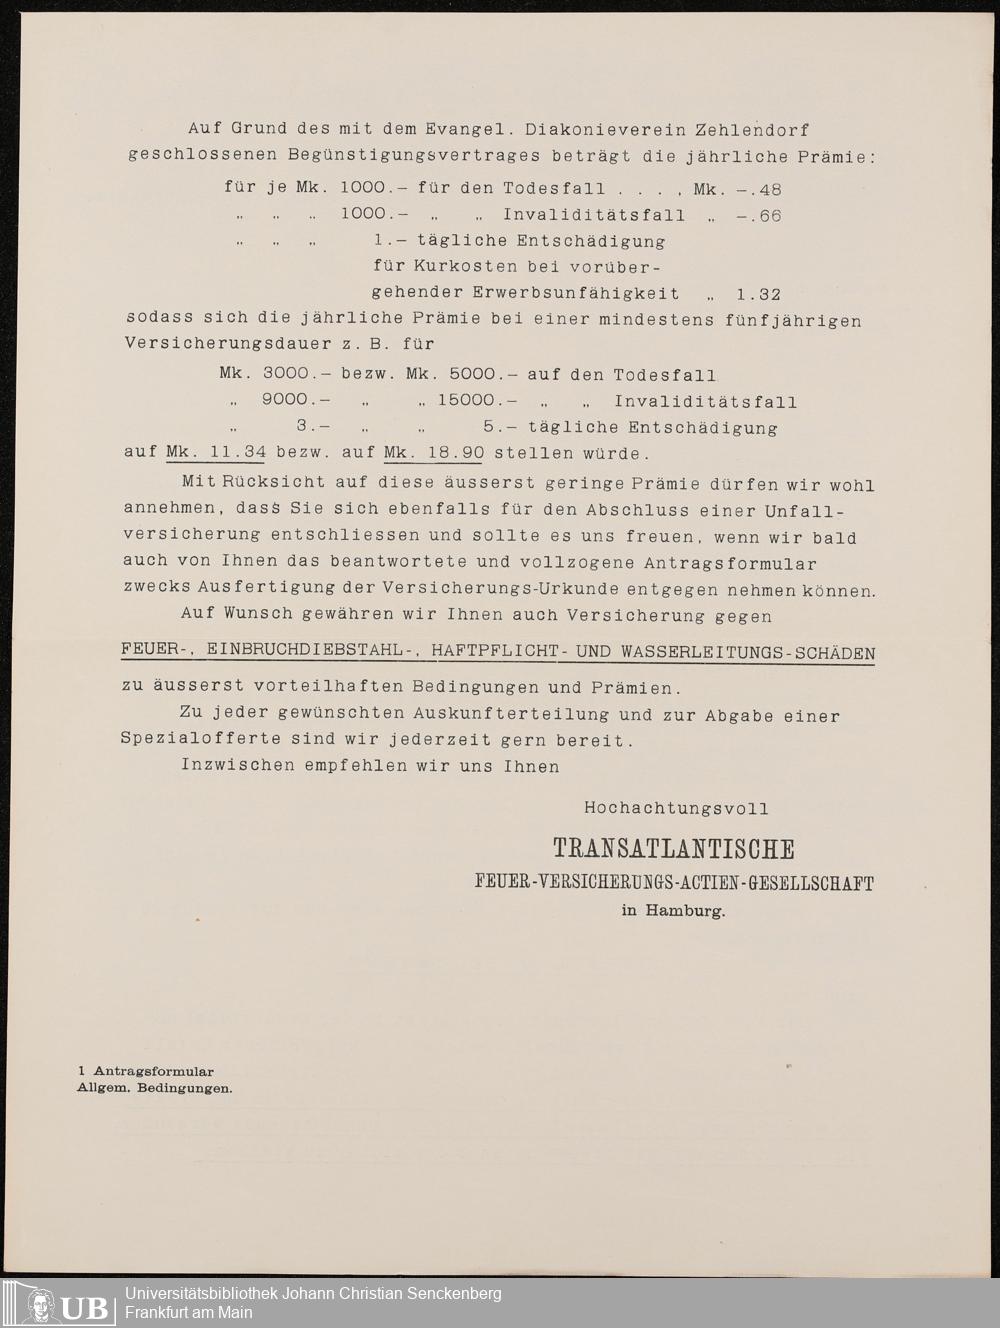 Auf Grund des mit dem Evangel. Diakonieverein Zehlendorf
geschlossenen Begünstigungsvertrages beträgt die jährliche Prämie:
für je Mk. 1000.— für den Todesfall . . . . Mk. —.48
„ „ „ 1000.— „ „ Invaliditätsfall „ —.66
„ „ „ 1.— tägliche Entschädigung
für Kurkosten bei vorüber-
gehender Erwerbsunfähigkeit „ 1.32
sodass sich die jährliche Prämie bei einer mindestens fünfjährigen
Versicherungsdauer z. B. für
Mk. 3000.— bezw. Mk. 5000.— auf den Todesfall
„ 9000.— „ „ 15000.— „ „ Invaliditätsfall
„ 3.— „ „ 5.— tägliche Entschädigung
auf Mk. 11.34 bezw. auf Mk. 18.90 stellen würde.
Mit Rücksicht auf diese äusserst geringe Prämie dürfen wir wohl
annehmen, dass Sie sich ebenfalls für den Abschluss einer Unfall-
versicherung entschliessen und sollte es uns freuen, wenn wir bald
auch von Ihnen das beantwortete und vollzogene Antragsformular
zwecks Ausfertigung der Versicherungs-Urkunde entgegen nehmen können.
Auf Wunsch gewähren wir Ihnen auch Versicherung gegen
FEUER-, EINBRUCHDIEBSTAHL-, HAFTPFLICHT- UND WASSERLEITUNGS-SCHÄDEN
zu äusserst vorteilhaften Bedingungen und Prämien.
Zu jeder gewünschten Auskunfterteilung und zur Abgabe einer
Spezialofferte sind wir jederzeit gern bereit.
Inzwischen empfehlen wir uns Ihnen
Hochachtungsvoll
TRANSATLANTISCHE
FEUER-VERSICHERUNGS-ACTIEN-GESELLSCHAFT
in Hamburg.
1 Antragsformular
Allgem. Bedingungen.
UB Universitätsbibliothek Johann Christian Senckenberg
Frankfurt am Main